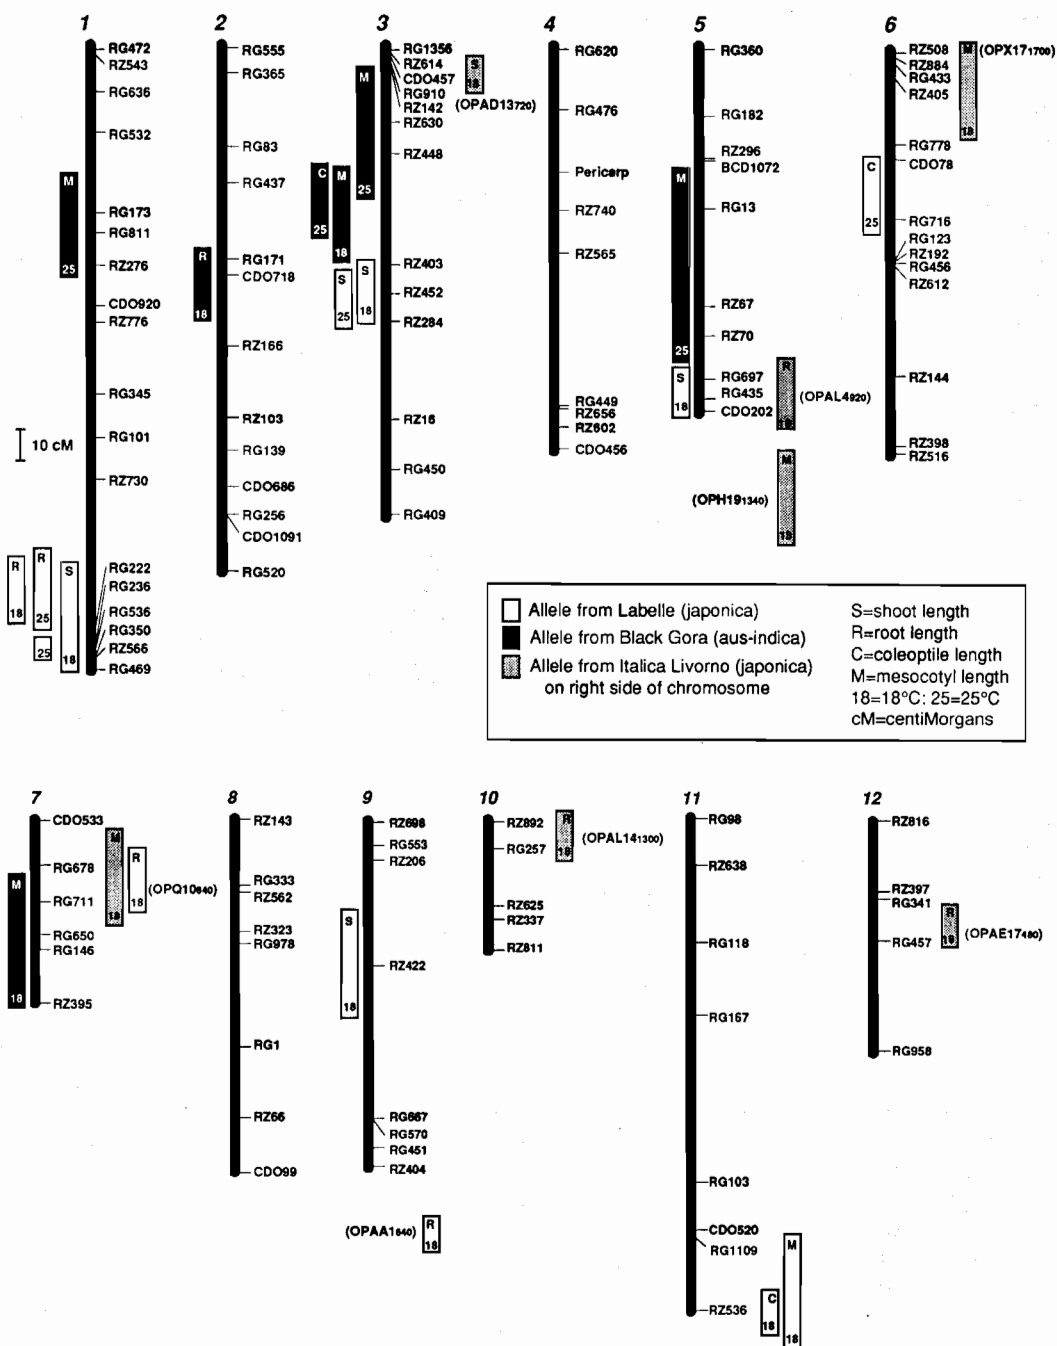 1
RG472
RZ543
RG636
RG532
M
25
RG173
RG811
RZ276
CDO920
RZ776
RG345
10 cM
RG101
RZ730
R
18
R
25
25
S
18
RG222
RG236
RG536
RG350
RZ566
RG469
2
RG555
RG365
RG83
RG437
RG171
CDO718
R
18
RZ166
RZ103
RG139
CDO686
RG256
CDO1091
RG520
3
RG1356
RZ614
CDO457
RG910
RZ142
RZ630
RZ448
M
25
S
18
(OPAD13720)
C
25
M
18
S
25
S
18
RZ403
RZ452
RZ284
RZ16
RG450
RG409
4
RG620
RG476
Pericarp
RZ740
RZ565
RG449
RZ656
RZ602
CDO456
5
RG360
RG182
RZ296
BCD1072
RG13
M
25
RZ67
RZ70
S
18
RG697
RG435
CDO202
R
18
(OPAL4920)
(OPH191340)
M
18
6
RZ508
RZ884
RG433
RZ405
M
18
(OPX171700)
RG778
CDO78
C
25
RG716
RG123
RZ192
RG456
RZ612
RZ144
RZ398
RZ516
Allele from Labelle (japonica)
Allele from Black Gora (aus-indica)
Allele from Italica Livorno (japonica)
on right side of chromosome
S=shoot length
R=root length
C=coleoptile length
M=mesocotyl length
18=18°C; 25=25°C
cM=centiMorgans
7
CDO533
RG678
RG711
RG650
RG146
RZ395
M
18
M
18
R
18
(OPQ10640)
8
RZ143
RG333
RZ562
RZ323
RG978
RG1
RZ66
CDO99
9
RZ698
RG553
RZ206
S
18
RZ422
RG667
RG570
RG451
RZ404
(OPAA1640)
R
18
10
RZ892
RG257
RZ625
RZ337
RZ811
R
18
(OPAL141300)
11
RG98
RZ638
RG118
RG167
RG103
CDO520
RG1109
RZ536
C
18
M
18
12
RZ816
RZ397
RG341
RG457
RG958
R
18
(OPAE17480)